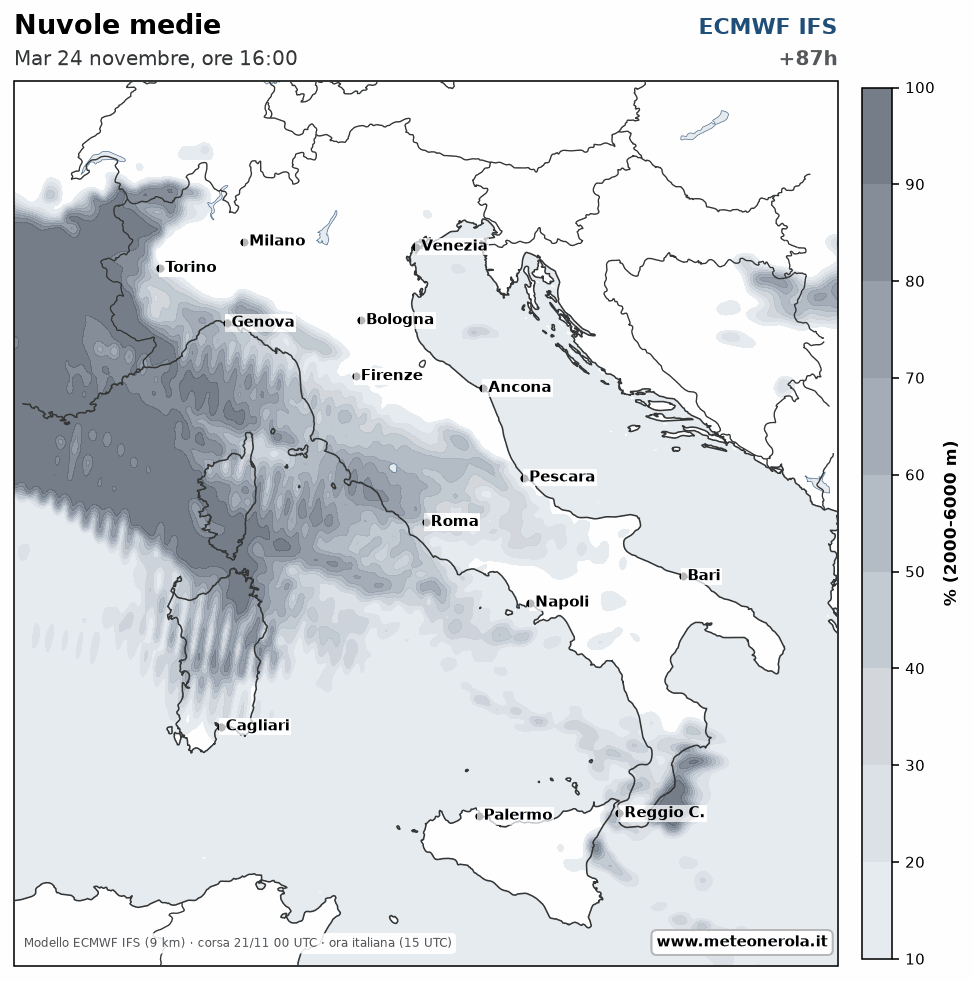 Nuvole medie
ECMWF IFS
Mar 24 novembre, ore 16:00
+87h
100
90
80
70
60
50
40
30
20
10
% (2000-6000 m)
Milano
Venezia
Torino
Genova
Bologna
Firenze
Ancona
Pescara
Roma
Bari
Napoli
Cagliari
Palermo
Reggio C.
Modello ECMWF IFS (9 km) · corsa 21/11 00 UTC · ora italiana (15 UTC)
www.meteonerola.it